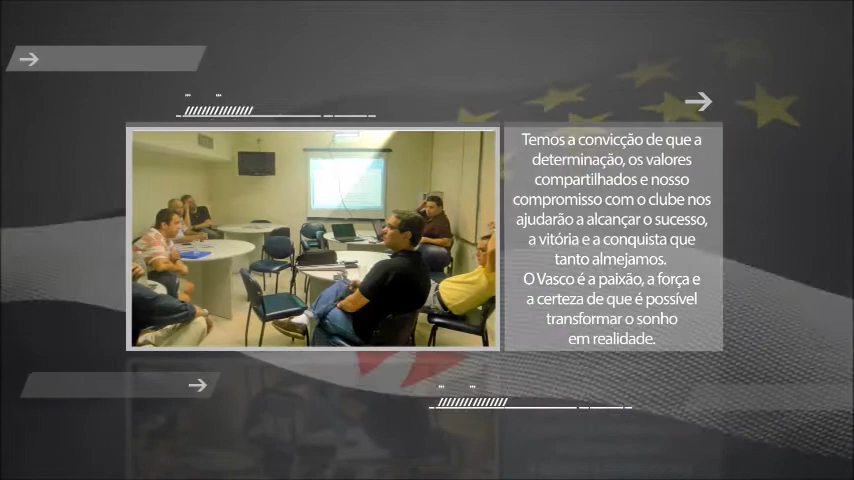 Temos a convicção de que a
determinação, os valores
compartilhados e nosso
compromisso com o clube nos
ajudarão a alcançar o sucesso,
a vitória e a conquista que
tanto almejamos.
O Vasco é a paixão, a força e
a certeza de que é possível
transformar o sonho
em realidade.